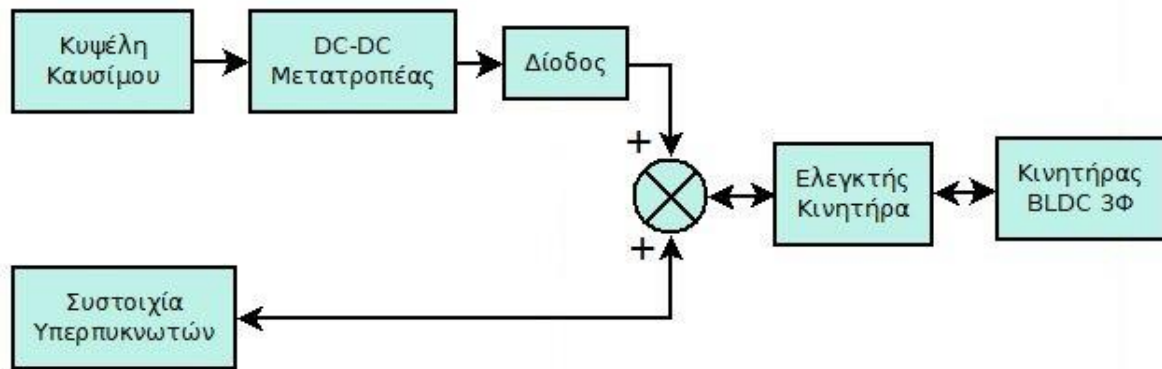 Κυψέλη
Καυσίμου
DC-DC
Μετατροπέας
Δίοδος
+
+
Ελεγκτής
Κινητήρα
Κινητήρας
BLDC 3Φ
Συστοιχία
Υπερπυκνωτών